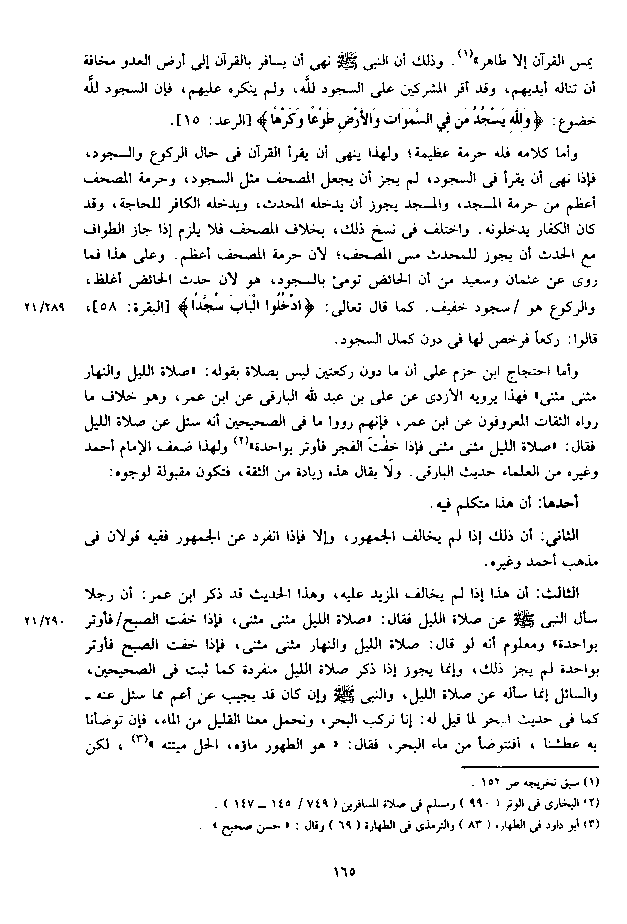 يمس القرآن إلا طاهر»(١). وذلك أن النبى ﷺ نهى أن يسافر بالقرآن إلى أرض العدو مخافة
أن تناله أيديهم، وقد أقر المشركين على السجود لله، ولم ينكره عليهم، فإن السجود لله
خضوع: ﴿وَلِلَّهِ يَسْجُدُ مَن فِي السَّمَوَاتِ وَالأَرْضِ طَوْعًا وَكَرْهًا﴾ [الرعد: ١٥].
وأما كلامه فله حرمة عظيمة؛ ولهذا ينهى أن يقرأ القرآن فى حال الركوع والسجود،
فإذا نهى أن يقرأ فى السجود، لم يجز أن يجعل المصحف مثل السجود، وحرمة المصحف
أعظم من حرمة المسجد، والمسجد يجوز أن يدخله المحدث، ويدخله الكافر للحاجة، وقد
كان الكفار يدخلونه. واختلف فى نسخ ذلك، بخلاف المصحف فلا يلزم إذا جاز الطواف
مع الحدث أن يجوز للمحدث مس المصحف؛ لأن حرمة المصحف أعظم. وعلى هذا فما
روى عن عثمان وسعيد من أن الحائض تومئ بالسجود، هو لأن حدث الحائض أغلظ،
والركوع هو /سجود خفيف. كما قال تعالى: ﴿ادْخُلُوا الْبَابَ سُجَّدًا﴾ [البقرة: ٥٨]، ٢١/٢٨٩
قالوا: ركعاً فرخص لها فى دون كمال السجود.
وأما احتجاج ابن حزم على أن ما دون ركعتين ليس بصلاة بقوله: «صلاة الليل والنهار
مثنى مثنى» فهذا يرويه الأزدى عن على بن عبد لله البارقى عن ابن عمر، وهو خلاف ما
رواه الثقات المعروفون عن ابن عمر، فإنهم رووا ما فى الصحيحين أنه سئل عن صلاة الليل
فقال: «صلاة الليل مثنى مثنى فإذا خفْتَ الفجر فأوتر بواحدة»(٢) ولهذا ضعف الإمام أحمد
وغيره من العلماء حديث البارقى. ولا يقال هذه زيادة من الثقة، فتكون مقبولة لوجوه:
أحدها: أن هذا متكلم فيه.
الثانى: أن ذلك إذا لم يخالف الجمهور، وإلا فإذا انفرد عن الجمهور ففيه قولان فى
مذهب أحمد وغيره.
الثالث: أن هذا إذا لم يخالف المزيد عليه، وهذا الحديث قد ذكر ابن عمر: أن رجلا
سأل النبى ﷺ عن صلاة الليل فقال: «صلاة الليل مثنى مثنى، فإذا خفت الصبح/فأوتر ٢١/٢٩٠
بواحدة» ومعلوم أنه لو قال: صلاة الليل والنهار مثنى مثنى، فإذا خفت الصبح فأوتر
بواحدة لم يجز ذلك، وإنما يجوز إذا ذكر صلاة الليل منفردة كما ثبت فى الصحيحين،
والسائل إنما سأله عن صلاة الليل، والنبى ﷺ وإن كان قد يجيب عن أعم مما سئل عنه ـ
كما فى حديث البحر لما قيل له: إنا نركب البحر، ونحمل معنا القليل من الماء، فإن توضأنا
به عطشنا ، أفنتوضأ من ماء البحر، فقال: « هو الطهور ماؤه، الحل ميتته »(٣) ، لكن
(١) سبق تخريجه ص ١٥٢ .
(٢) البخارى فى الوتر ( ٩٩٠ ) ومسلم فى صلاة المسافرين ( ٧٤٩ / ١٤٥ ــ ١٤٧ ) .
(٣) أبو داود فى الطهارة ( ٨٣ ) والترمذى فى الطهارة ( ٦٩ ) وقال : « حسن صحيح » .
١٦٥